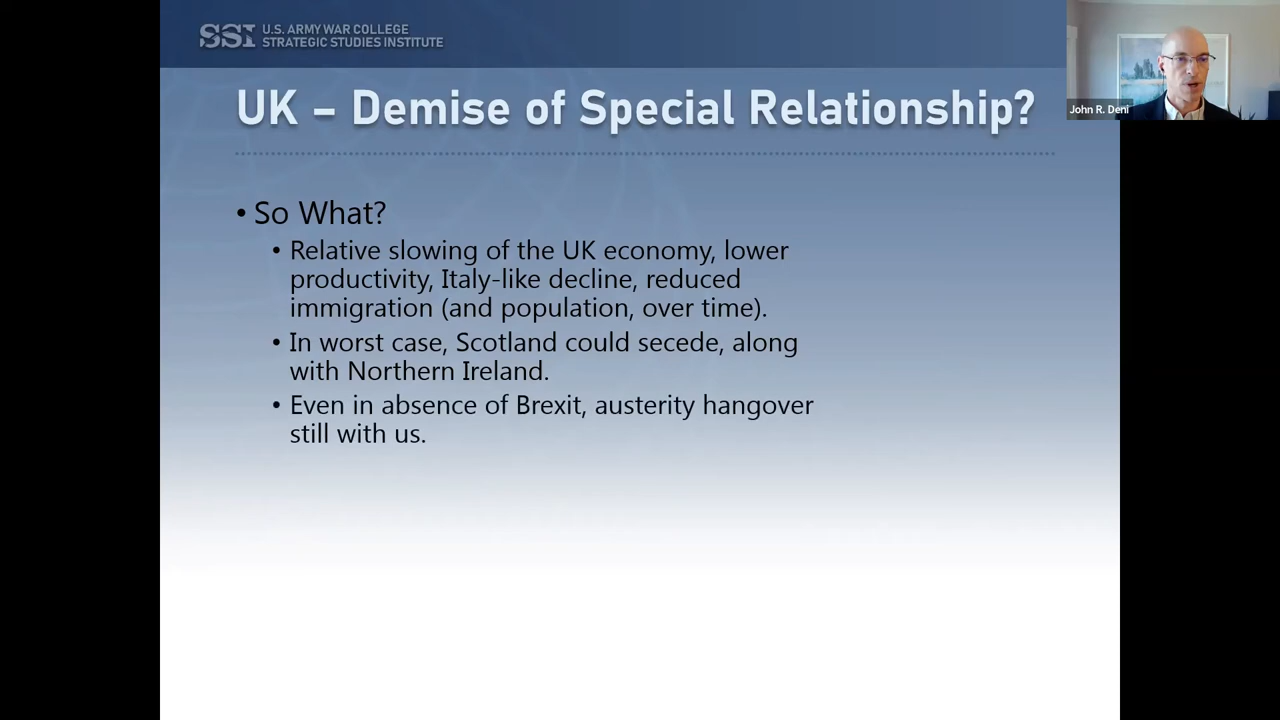 SSI
U.S. ARMY WAR COLLEGE
STRATEGIC STUDIES INSTITUTE
John R. Deni
UK – Demise of Special Relationship?
• So What?
• Relative slowing of the UK economy, lower
productivity, Italy-like decline, reduced
immigration (and population, over time).
• In worst case, Scotland could secede, along
with Northern Ireland.
• Even in absence of Brexit, austerity hangover
still with us.